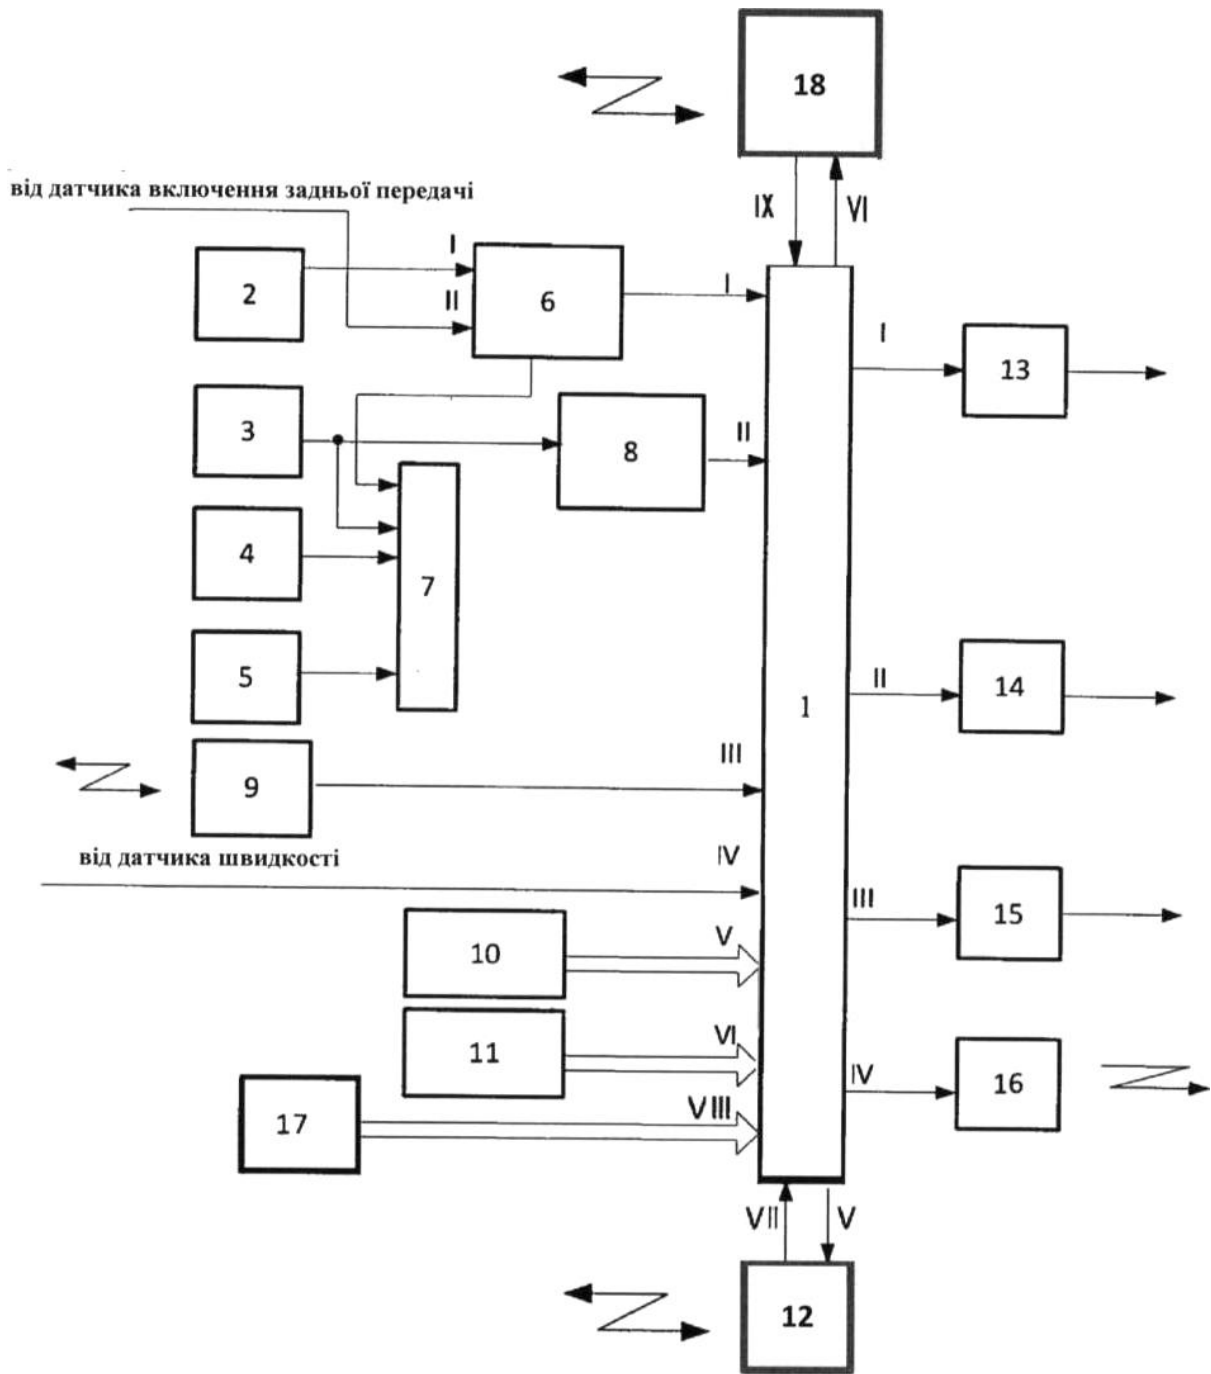 18
IX VI
від датчика включення задньої передачі
I
2
II
6
I
I
13
3
8
II
4
7
5
1
II
14
III
9
від датчика швидкості
IV
III
15
10
V
11
VI
IV
16
17
VIII
VII V
12